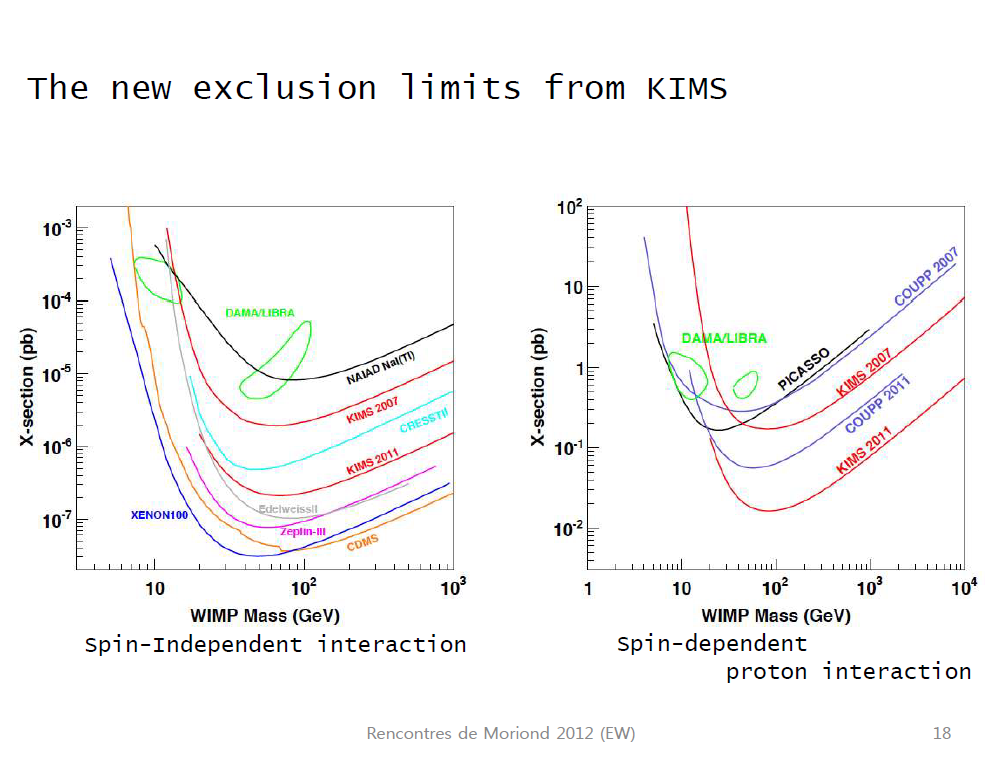 The new exclusion limits from KIMS
X-section (pb)
10^-3
10^-4
10^-5
10^-6
10^-7
DAMA/LIBRA
NAIAD NaI(Tl)
KIMS 2007
CRESSTII
KIMS 2011
EdelweissII
XENON100
Zeplin-III
CDMS
10
10^2
10^3
WIMP Mass (GeV)
Spin-Independent interaction
X-section (pb)
10^2
10
1
10^-1
10^-2
COUPP 2007
DAMA/LIBRA
PICASSO
KIMS 2007
COUPP 2011
KIMS 2011
1
10
10^2
10^3
10^4
WIMP Mass (GeV)
Spin-dependent
proton interaction
Rencontres de Moriond 2012 (EW)
18